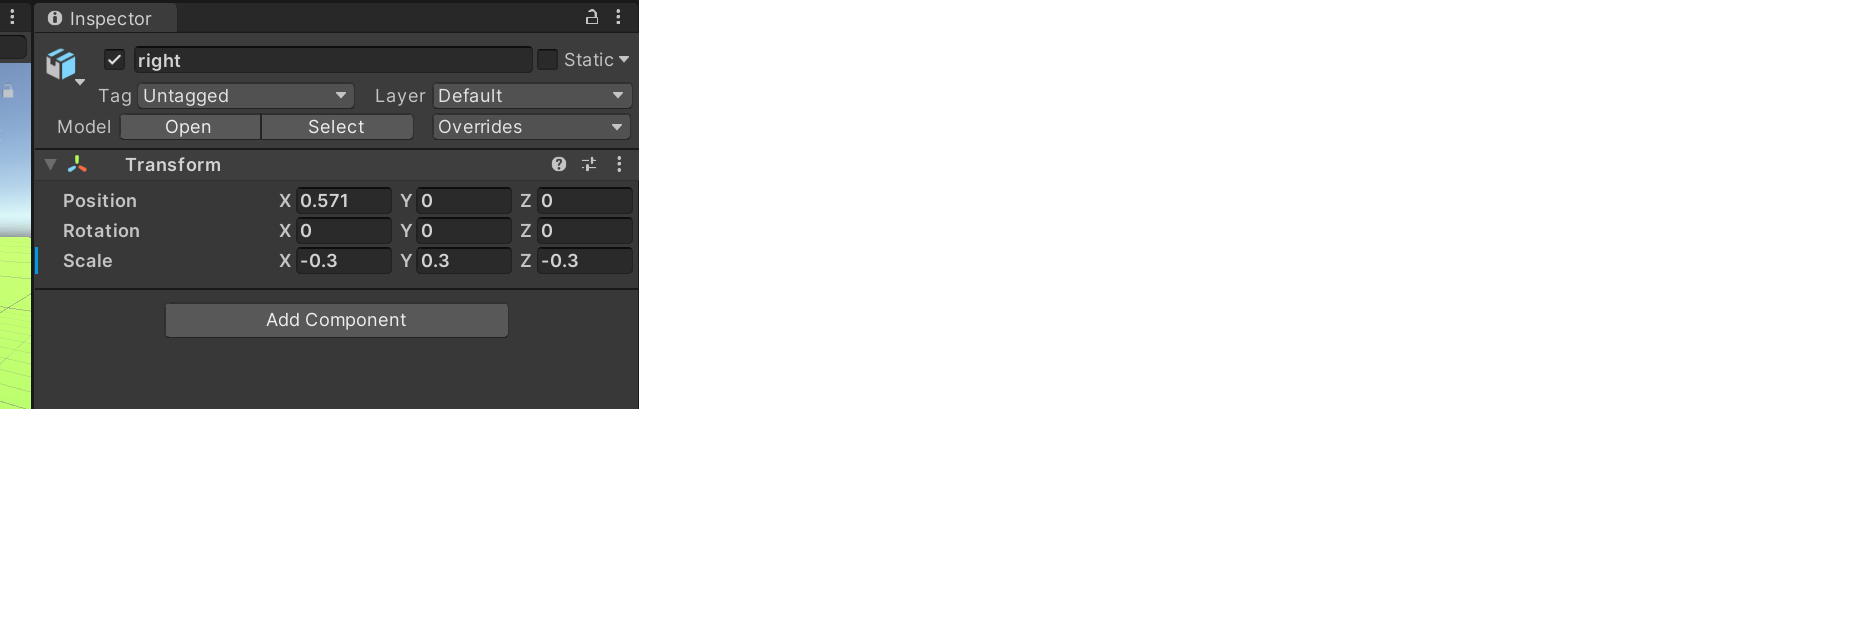 Inspector
right Static
Tag Untagged Layer Default
Model Open Select Overrides
Transform
Position X 0.571 Y 0 Z 0
Rotation X 0 Y 0 Z 0
Scale X -0.3 Y 0.3 Z -0.3
Add Component